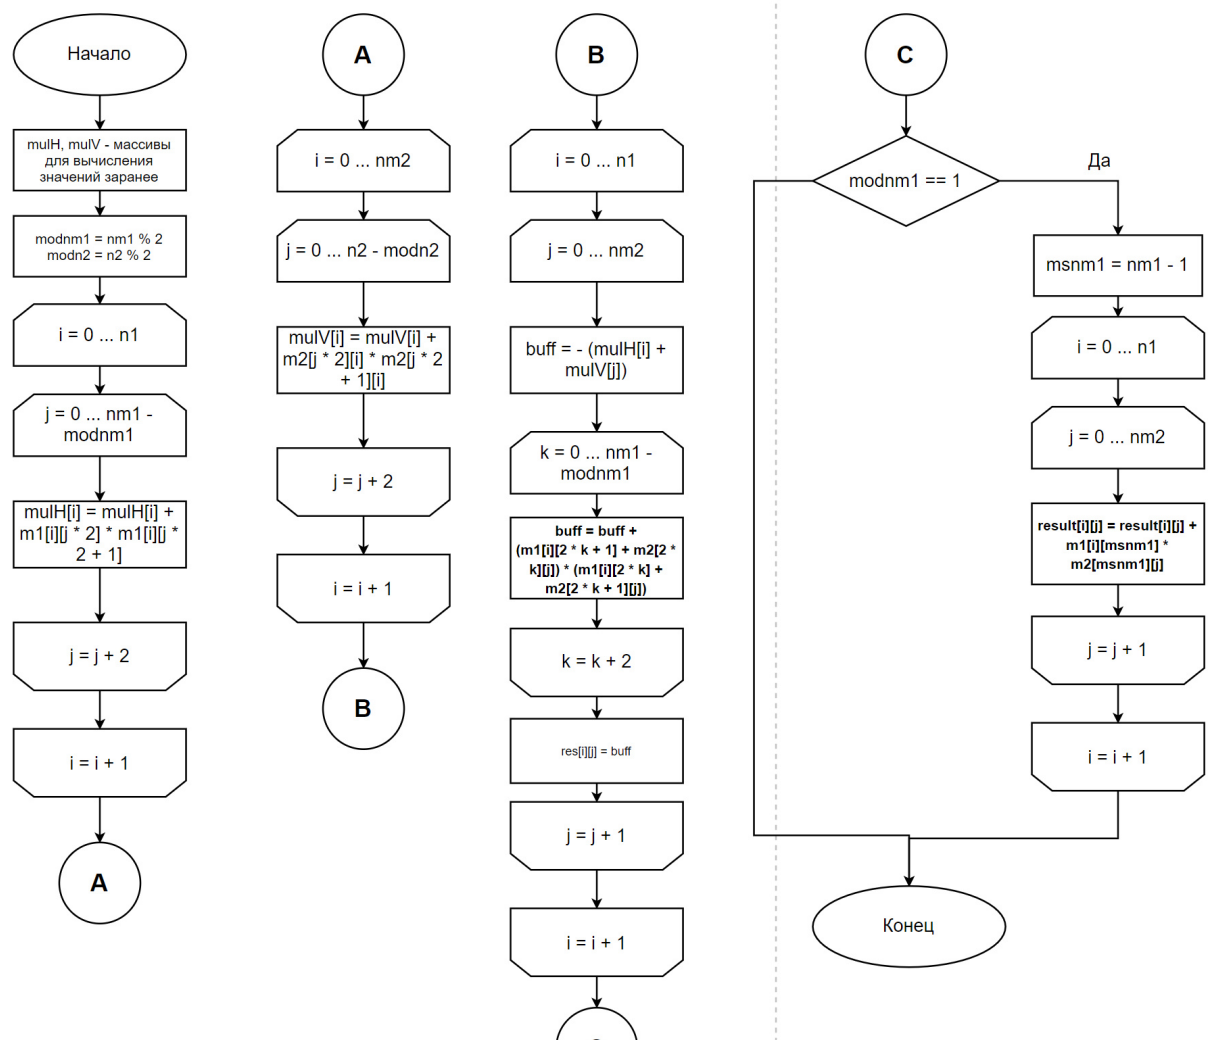 Начало
mulH, mulV - массивы
для вычисления
значений заранее
modnm1 = nm1 % 2
modn2 = n2 % 2
i = 0 ... n1
j = 0 ... nm1 -
modnm1
mulH[i] = mulH[i] +
m1[i][j * 2] * m1[i][j *
2 + 1]
j = j + 2
i = i + 1
A
A
i = 0 ... nm2
j = 0 ... n2 - modn2
mulV[i] = mulV[i] +
m2[j * 2][i] * m2[j * 2
+ 1][i]
j = j + 2
i = i + 1
B
B
i = 0 ... n1
j = 0 ... nm2
buff = - (mulH[i] +
mulV[j])
k = 0 ... nm1 -
modnm1
buff = buff +
(m1[i][2 * k + 1] + m2[2 *
k][j]) * (m1[i][2 * k] +
m2[2 * k + 1][j])
k = k + 2
res[i][j] = buff
j = j + 1
i = i + 1
C
modnm1 == 1
Да
msnm1 = nm1 - 1
i = 0 ... n1
j = 0 ... nm2
result[i][j] = result[i][j] +
m1[i][msnm1] *
m2[msnm1][j]
j = j + 1
i = i + 1
Конец